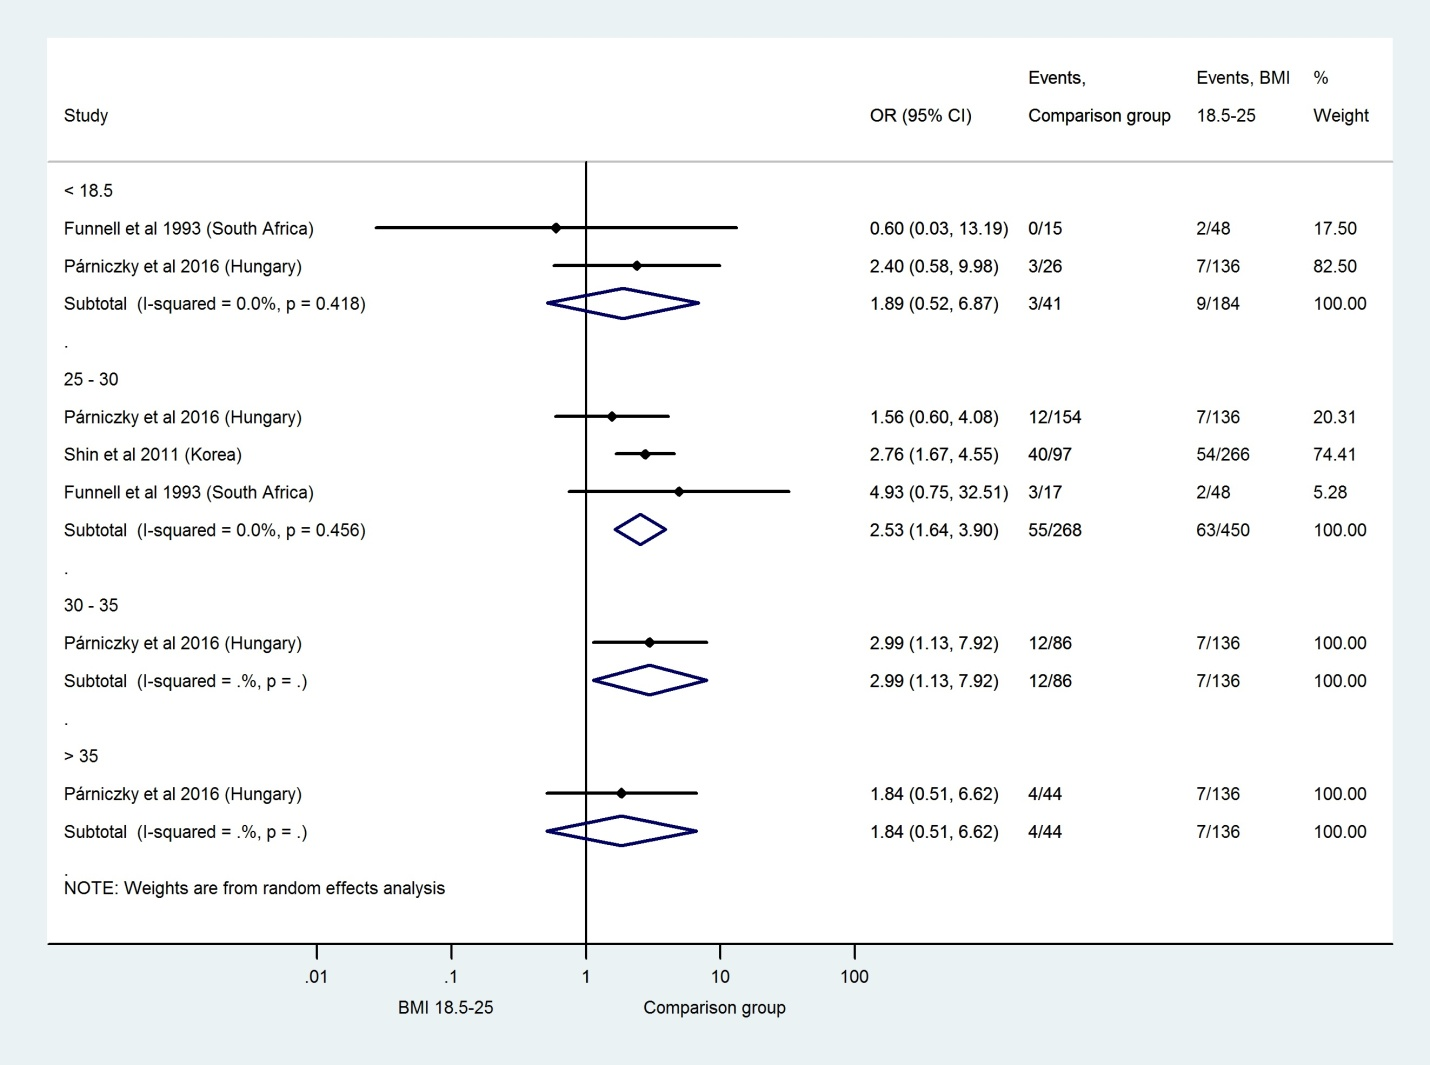 Events, Events, BMI %
Study OR (95% CI) Comparison group 18.5-25 Weight
< 18.5
Funnell et al 1993 (South Africa) 0.60 (0.03, 13.19) 0/15 2/48 17.50
Párniczky et al 2016 (Hungary) 2.40 (0.58, 9.98) 3/26 7/136 82.50
Subtotal (I-squared = 0.0%, p = 0.418) 1.89 (0.52, 6.87) 3/41 9/184 100.00
.
25 - 30
Párniczky et al 2016 (Hungary) 1.56 (0.60, 4.08) 12/154 7/136 20.31
Shin et al 2011 (Korea) 2.76 (1.67, 4.55) 40/97 54/266 74.41
Funnell et al 1993 (South Africa) 4.93 (0.75, 32.51) 3/17 2/48 5.28
Subtotal (I-squared = 0.0%, p = 0.456) 2.53 (1.64, 3.90) 55/268 63/450 100.00
.
30 - 35
Párniczky et al 2016 (Hungary) 2.99 (1.13, 7.92) 12/86 7/136 100.00
Subtotal (I-squared = .%, p = .) 2.99 (1.13, 7.92) 12/86 7/136 100.00
.
> 35
Párniczky et al 2016 (Hungary) 1.84 (0.51, 6.62) 4/44 7/136 100.00
Subtotal (I-squared = .%, p = .) 1.84 (0.51, 6.62) 4/44 7/136 100.00
.
NOTE: Weights are from random effects analysis
.01 .1 1 10 100
BMI 18.5-25 Comparison group